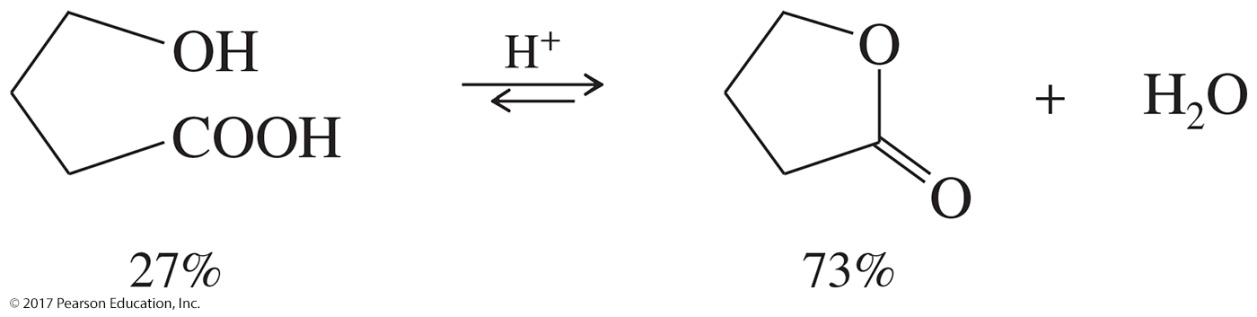 OH
COOH
H⁺
O
O
+ H₂O
27%
73%
© 2017 Pearson Education, Inc.